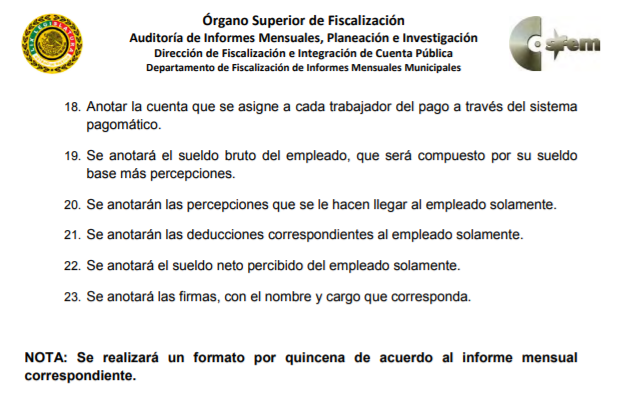 Órgano Superior de Fiscalización
Auditoría de Informes Mensuales, Planeación e Investigación
Dirección de Fiscalización e Integración de Cuenta Pública
Departamento de Fiscalización de Informes Mensuales Municipales
osfem
18. Anotar la cuenta que se asigne a cada trabajador del pago a través del sistema
pagomático.
19. Se anotará el sueldo bruto del empleado, que será compuesto por su sueldo
base más percepciones.
20. Se anotarán las percepciones que se le hacen llegar al empleado solamente.
21. Se anotarán las deducciones correspondientes al empleado solamente.
22. Se anotará el sueldo neto percibido del empleado solamente.
23. Se anotará las firmas, con el nombre y cargo que corresponda.
NOTA: Se realizará un formato por quincena de acuerdo al informe mensual
correspondiente.